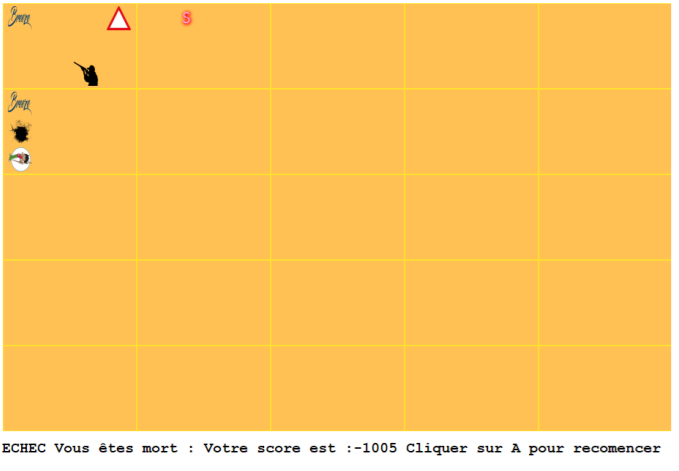 Breeze
S
Breeze
ECHEC Vous êtes mort : Votre score est :-1005 Cliquer sur A pour recomencer